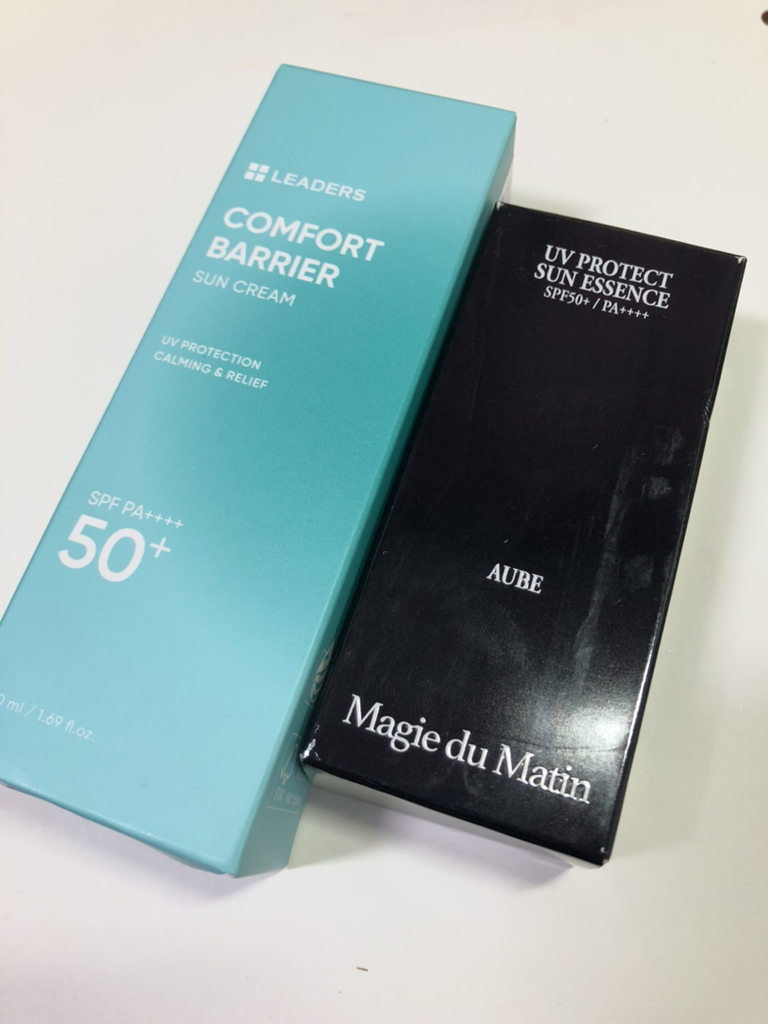 LEADERS
COMFORT
BARRIER
SUN CREAM
UV PROTECTION
CALMING & RELIEF
SPF PA++++
50+
0 ml / 1.69 fl.oz.
UV PROTECT
SUN ESSENCE
SPF50+ / PA++++
AUBE
Magie du Matin